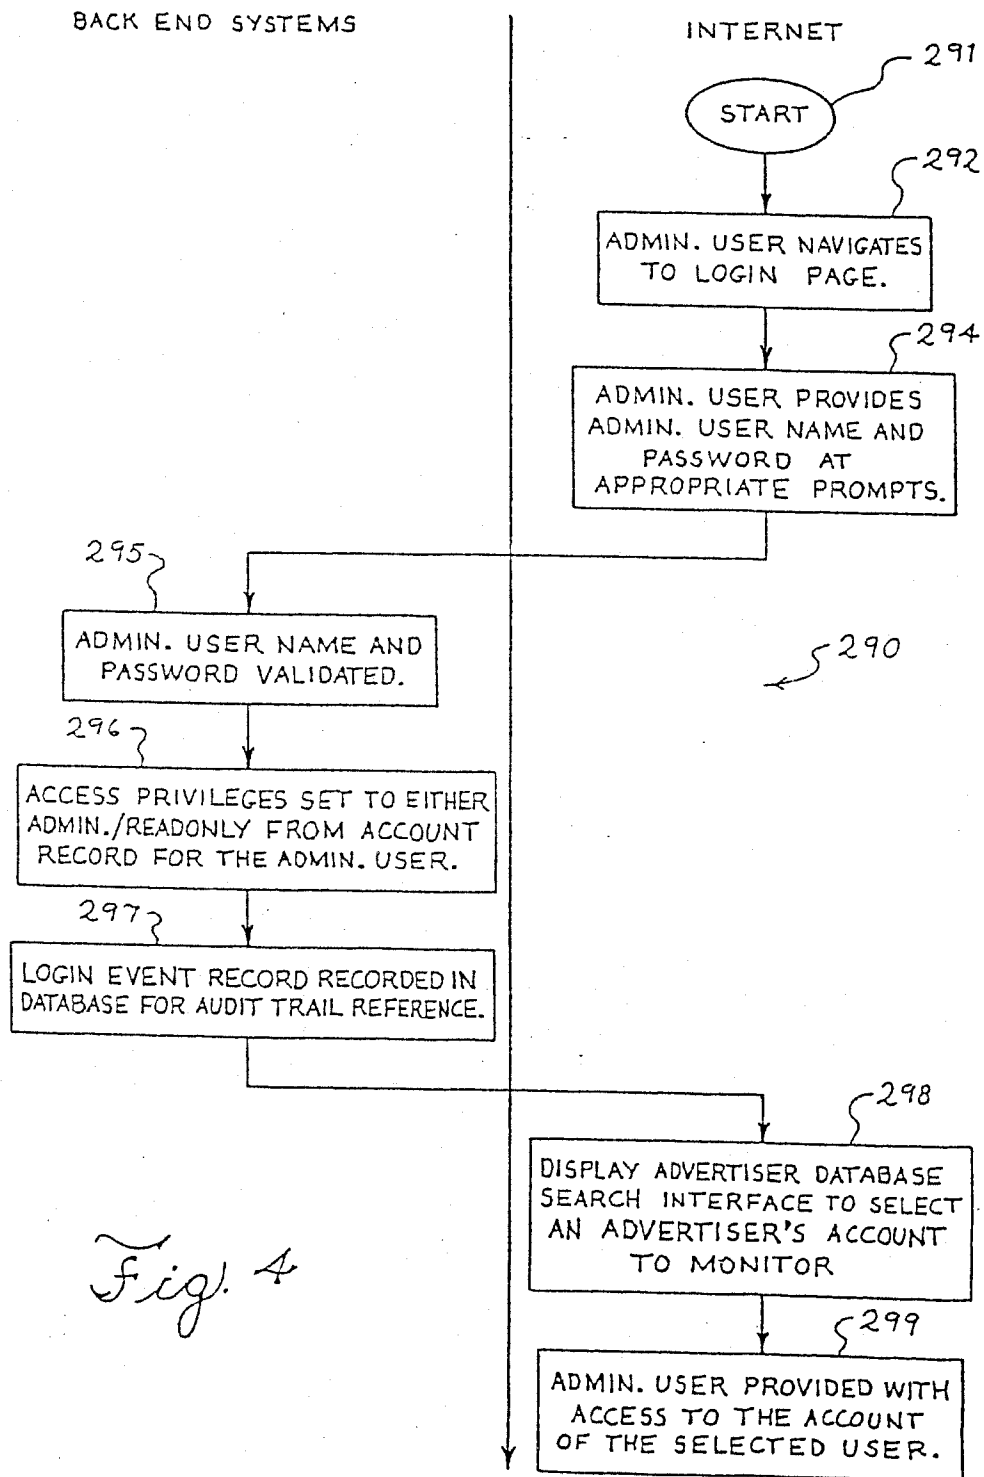 BACK END SYSTEMS
INTERNET
291
START
292
ADMIN. USER NAVIGATES
TO LOGIN PAGE.
294
ADMIN. USER PROVIDES
ADMIN. USER NAME AND
PASSWORD AT
APPROPRIATE PROMPTS.
295
ADMIN. USER NAME AND
PASSWORD VALIDATED.
290
296
ACCESS PRIVILEGES SET TO EITHER
ADMIN./READONLY FROM ACCOUNT
RECORD FOR THE ADMIN. USER.
297
LOGIN EVENT RECORD RECORDED IN
DATABASE FOR AUDIT TRAIL REFERENCE.
298
DISPLAY ADVERTISER DATABASE
SEARCH INTERFACE TO SELECT
AN ADVERTISER'S ACCOUNT
TO MONITOR
299
ADMIN. USER PROVIDED WITH
ACCESS TO THE ACCOUNT
OF THE SELECTED USER.
Fig. 4